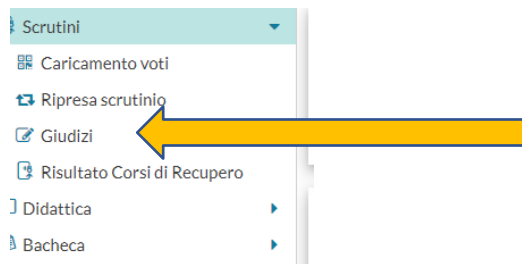 Scrutini
Caricamento voti
Ripresa scrutinio
Giudizi
Risultato Corsi di Recupero
Didattica
Bacheca